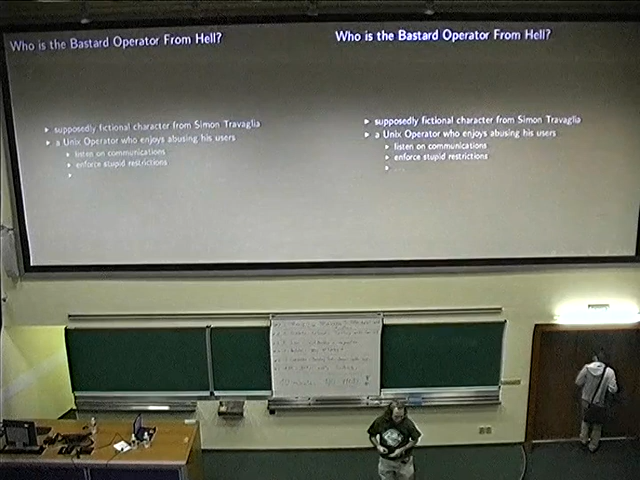 Who is the Bastard Operator From Hell?
▸ supposedly fictional character from Simon Travaglia
▸ a Unix Operator who enjoys abusing his users
▸ listen on communications
▸ enforce stupid restrictions
▸
Who is the Bastard Operator From Hell?
▸ supposedly fictional character from Simon Travaglia
▸ a Unix Operator who enjoys abusing his users
▸ listen on communications
▸ enforce stupid restrictions
▸ ...